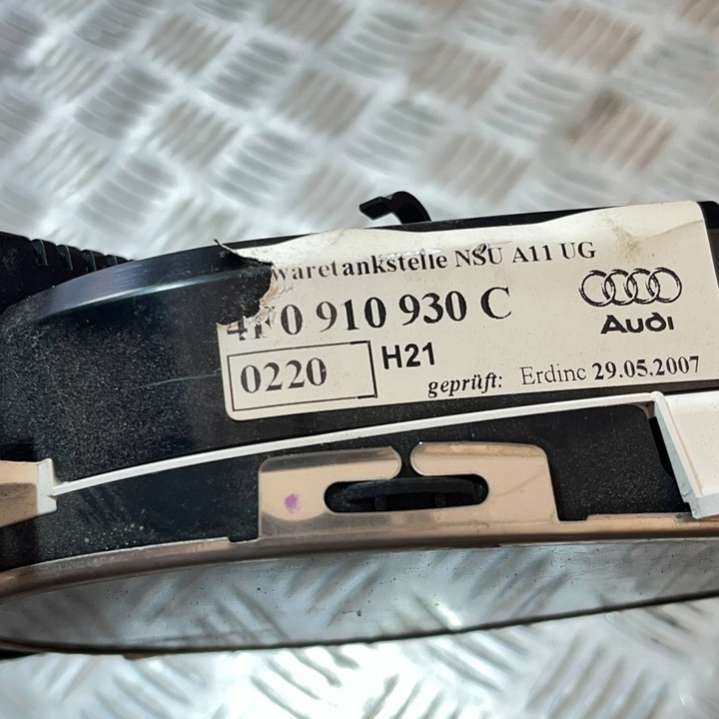 waretankstelle NSU A11 UG
4F0 910 930 C
Audi
0220
H21
geprüft: Erdinc 29.05.2007